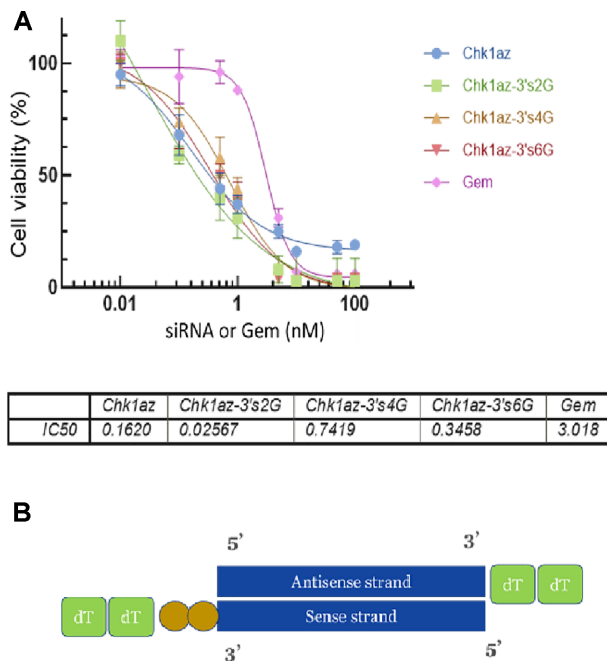 A
Cell viability (%)
100
50
0
0.01
1
100
siRNA or Gem (nM)
Chk1az
Chk1az-3's2G
Chk1az-3's4G
Chk1az-3's6G
Gem
Chk1az Chk1az-3's2G Chk1az-3's4G Chk1az-3's6G Gem
IC50 0.1620 0.02567 0.7419 0.3458 3.018
B
5’ 3’
Antisense strand dT dT
dT dT Sense strand
3’ 5’